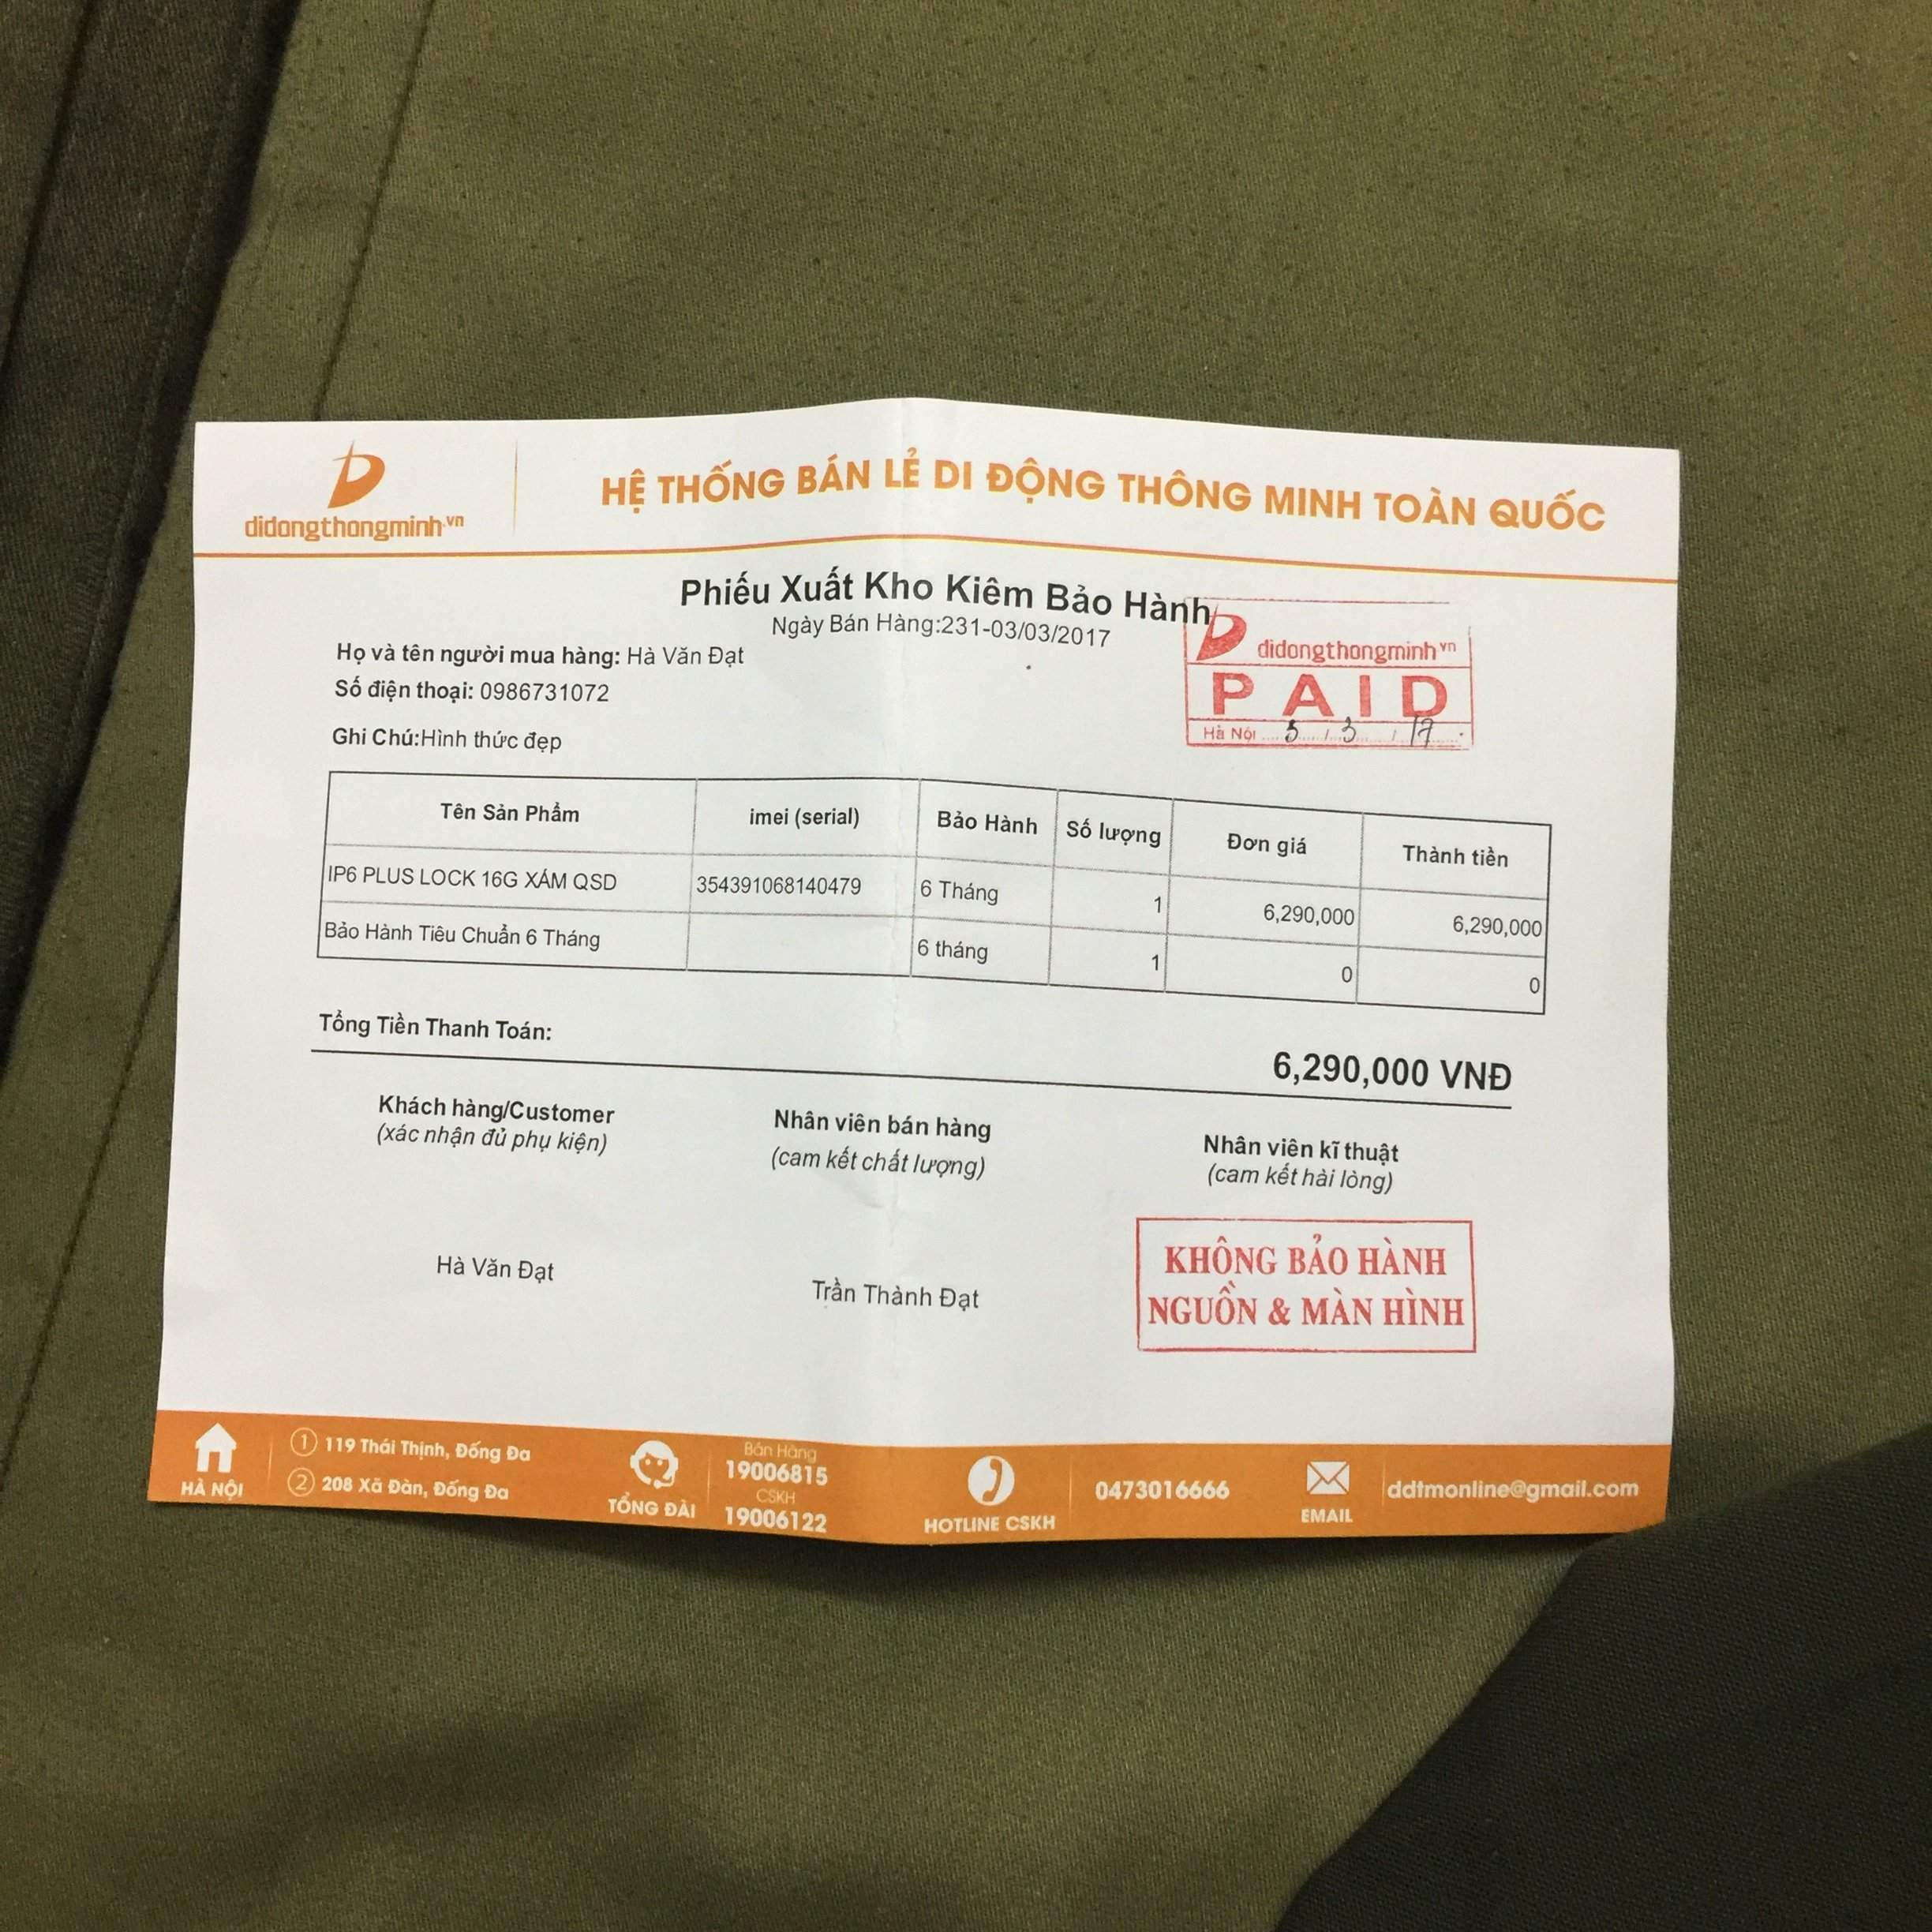 didongthongminh.vn
HỆ THỐNG BÁN LẺ DI ĐỘNG THÔNG MINH TOÀN QUỐC
Phiếu Xuất Kho Kiêm Bảo Hành
Ngày Bán Hàng:231-03/03/2017
Họ và tên người mua hàng: Hà Văn Đạt
Số điện thoại: 0986731072
Ghi Chú:Hình thức đẹp
didongthongminh vn
PAID
Hà Nội 3 / 3 / 17
Tên Sản Phẩm imei (serial) Bảo Hành Số lượng Đơn giá Thành tiền
IP6 PLUS LOCK 16G XÁM QSD 354391068140479 6 Tháng 1 6,290,000 6,290,000
Bảo Hành Tiêu Chuẩn 6 Tháng 6 tháng 1 0 0
Tổng Tiền Thanh Toán: 6,290,000 VNĐ
Khách hàng/Customer Nhân viên bán hàng Nhân viên kĩ thuật
(xác nhận đủ phụ kiện) (cam kết chất lượng) (cam kết hài lòng)
Hà Văn Đạt Trần Thành Đạt
KHÔNG BẢO HÀNH
NGUỒN & MÀN HÌNH
HÀ NỘI
1 119 Thái Thịnh, Đống Đa
2 208 Xã Đàn, Đống Đa
TỔNG ĐÀI
Bán Hàng
19006815
CSKH
19006122
HOTLINE CSKH
0473016666
EMAIL
ddtmonline@gmail.com